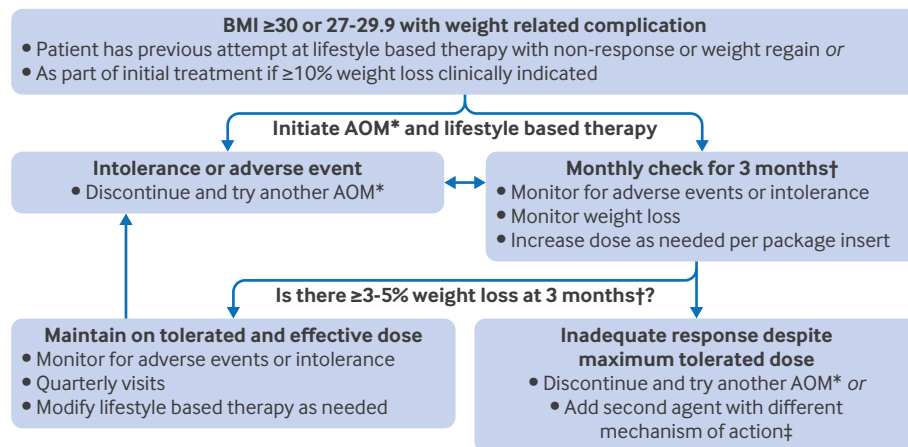 BMI ≥30 or 27-29.9 with weight related complication
• Patient has previous attempt at lifestyle based therapy with non-response or weight regain or
• As part of initial treatment if ≥10% weight loss clinically indicated
Initiate AOM* and lifestyle based therapy
Intolerance or adverse event
• Discontinue and try another AOM*
Monthly check for 3 months†
• Monitor for adverse events or intolerance
• Monitor weight loss
• Increase dose as needed per package insert
Is there ≥3-5% weight loss at 3 months†?
Maintain on tolerated and effective dose
• Monitor for adverse events or intolerance
• Quarterly visits
• Modify lifestyle based therapy as needed
Inadequate response despite
maximum tolerated dose
• Discontinue and try another AOM* or
• Add second agent with different
mechanism of action‡